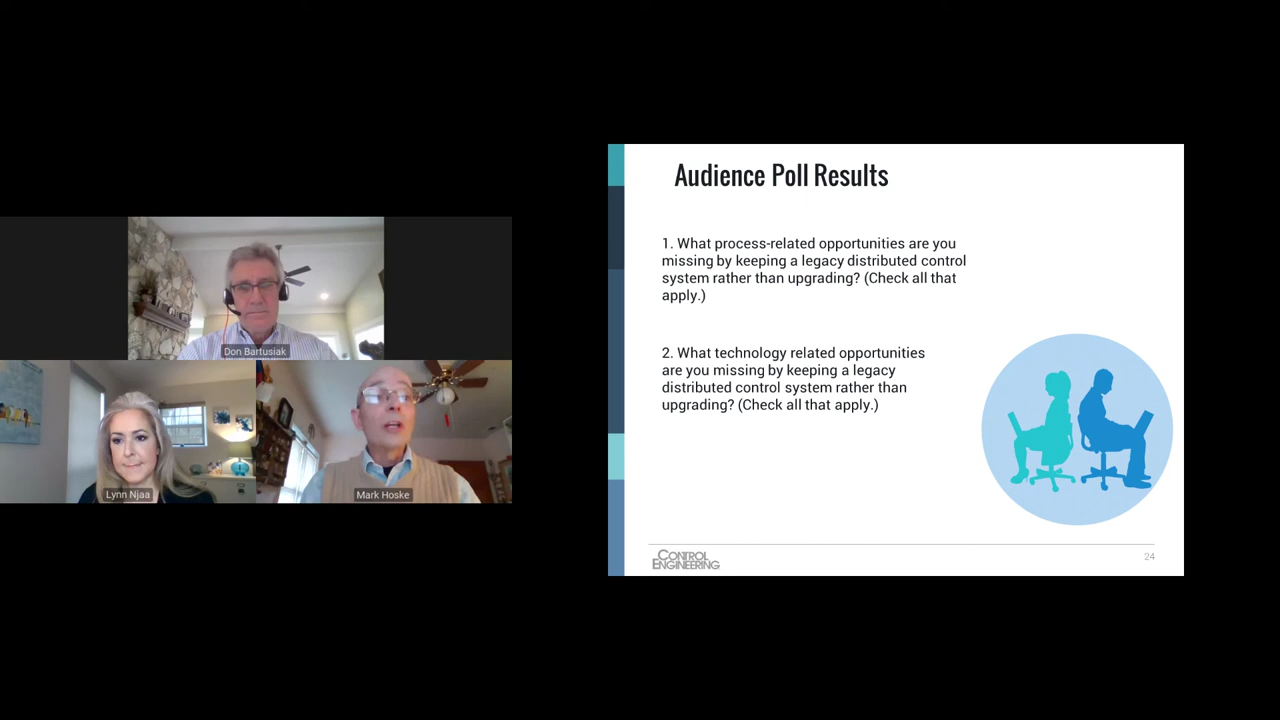 Don Bartusiak
Lynn Njaa
Mark Hoske
Audience Poll Results
1. What process-related opportunities are you
missing by keeping a legacy distributed control
system rather than upgrading? (Check all that
apply.)
2. What technology related opportunities
are you missing by keeping a legacy
distributed control system rather than
upgrading? (Check all that apply.)
CONTROL
ENGINEERING
24